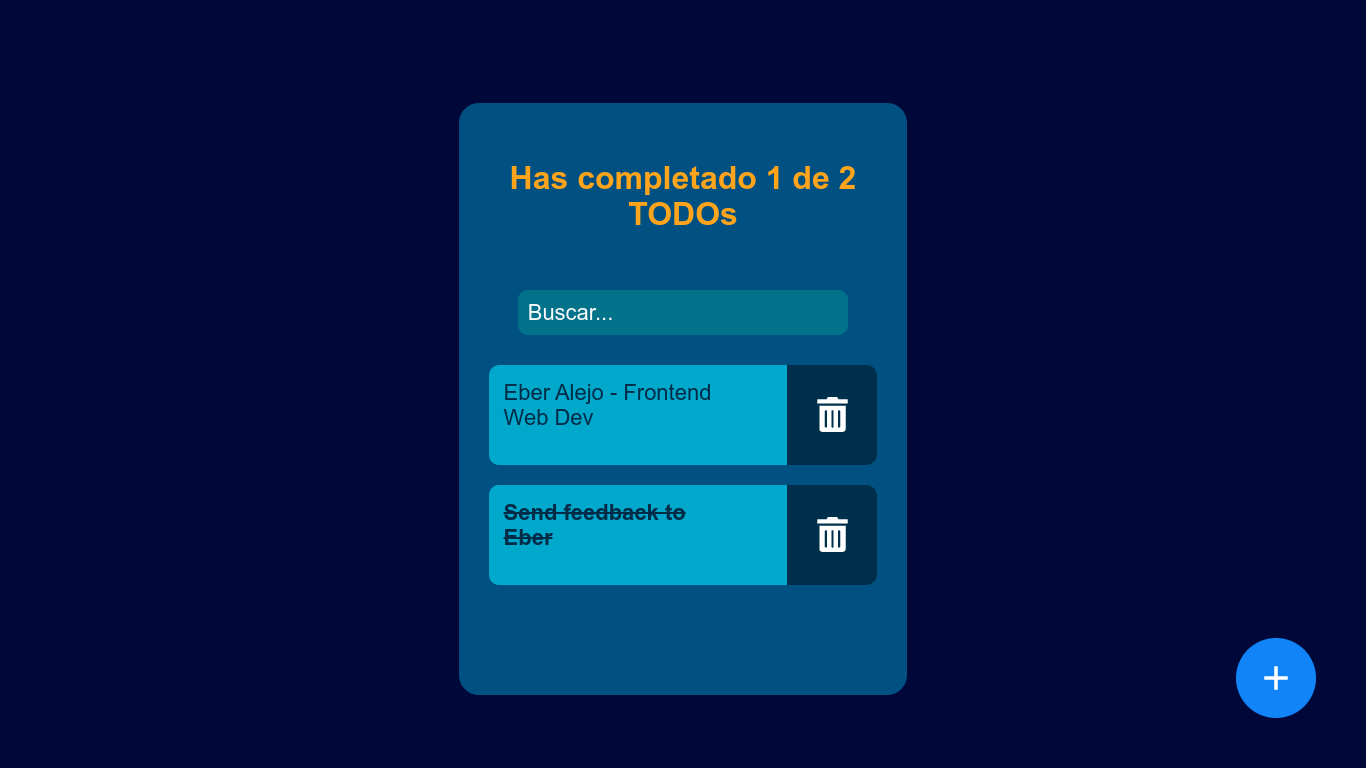 Has completado 1 de 2
TODOs
Buscar...
Eber Alejo - Frontend
Web Dev
Send feedback to
Eber